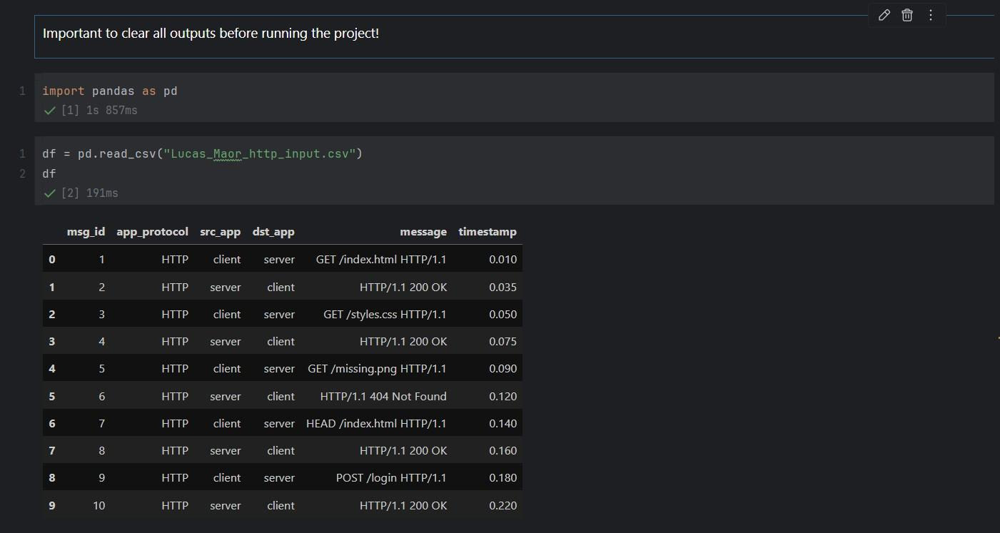 Important to clear all outputs before running the project!
1 import pandas as pd
[1] 1s 857ms
1 df = pd.read_csv("Lucas_Maor_http_input.csv")
2 df
[2] 191ms
msg_id app_protocol src_app dst_app message timestamp
0 1 HTTP client server GET /index.html HTTP/1.1 0.010
1 2 HTTP server client HTTP/1.1 200 OK 0.035
2 3 HTTP client server GET /styles.css HTTP/1.1 0.050
3 4 HTTP server client HTTP/1.1 200 OK 0.075
4 5 HTTP client server GET /missing.png HTTP/1.1 0.090
5 6 HTTP server client HTTP/1.1 404 Not Found 0.120
6 7 HTTP client server HEAD /index.html HTTP/1.1 0.140
7 8 HTTP server client HTTP/1.1 200 OK 0.160
8 9 HTTP client server POST /login HTTP/1.1 0.180
9 10 HTTP server client HTTP/1.1 200 OK 0.220